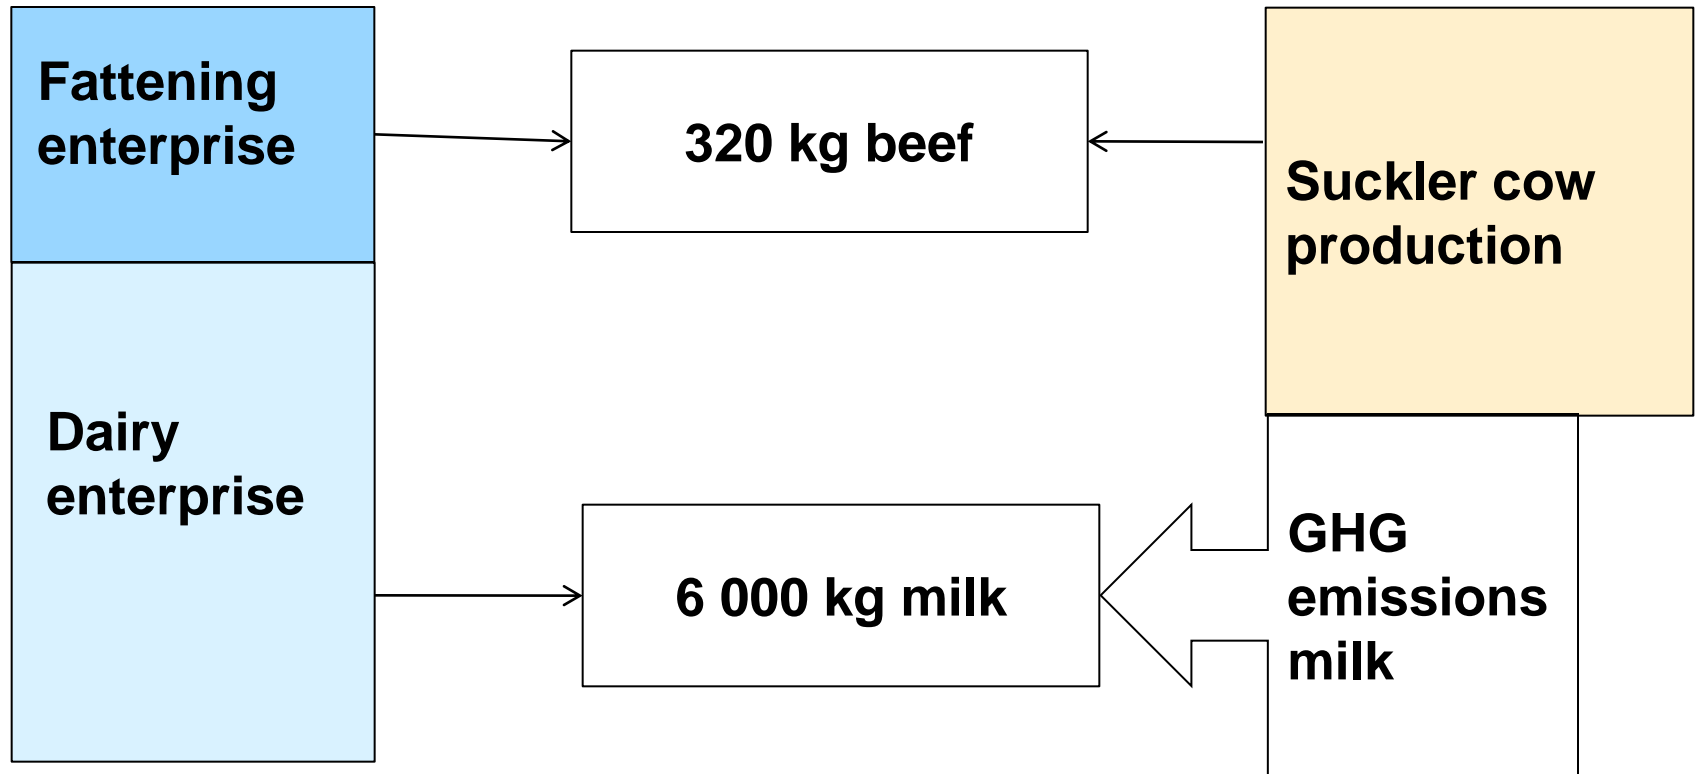 Fattening
enterprise
320 kg beef
Suckler cow
production
Dairy
enterprise
6 000 kg milk
GHG
emissions
milk